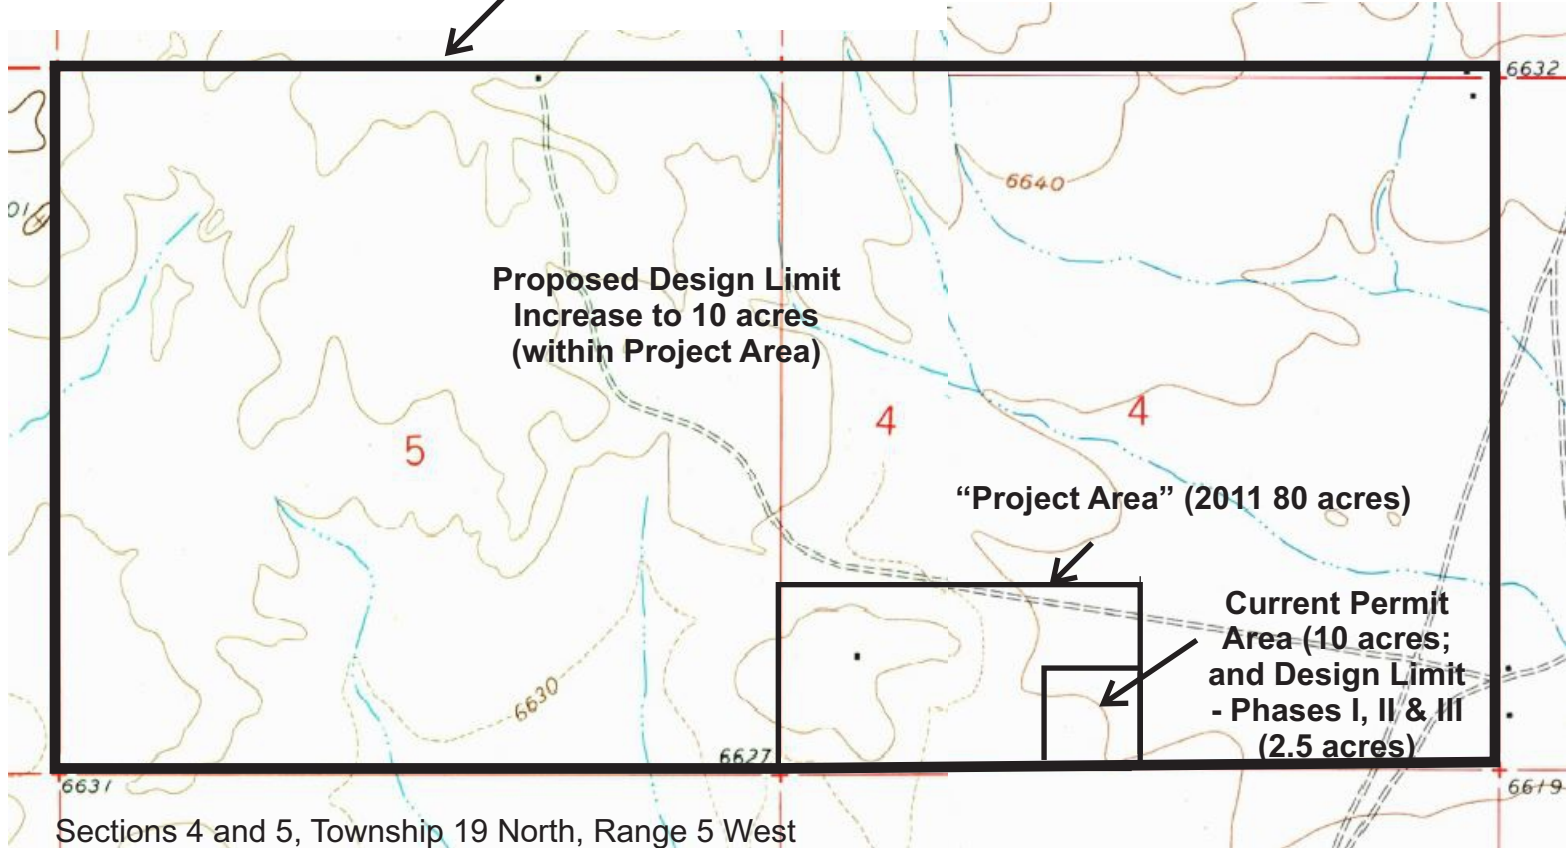 6632
01
6640
Proposed Design Limit
Increase to 10 acres
(within Project Area)
4
4
5
“Project Area” (2011 80 acres)
Current Permit
Area (10 acres;
and Design Limit
- Phases I, II & III
(2.5 acres)
6630
6627
6631
6619
Sections 4 and 5, Township 19 North, Range 5 West